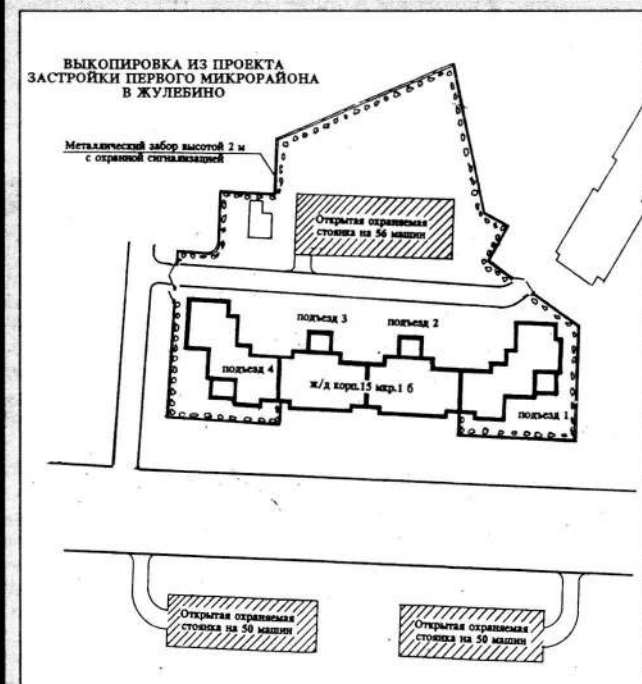 ВЫКОПИРОВКА ИЗ ПРОЕКТА
ЗАСТРОЙКИ ПЕРВОГО МИКРОРАЙОНА
В ЖУЛЕБИНО
Металлический забор высотой 2 м
с охранной сигнализацией
Открытая охраняемая
стоянка на 56 машин
подъезд 3
подъезд 2
подъезд 4
ж/д корп.15 мкр.1 б
подъезд 1
Открытая охраняемая
стоянка на 50 машин
Открытая охраняемая
стоянка на 50 машин